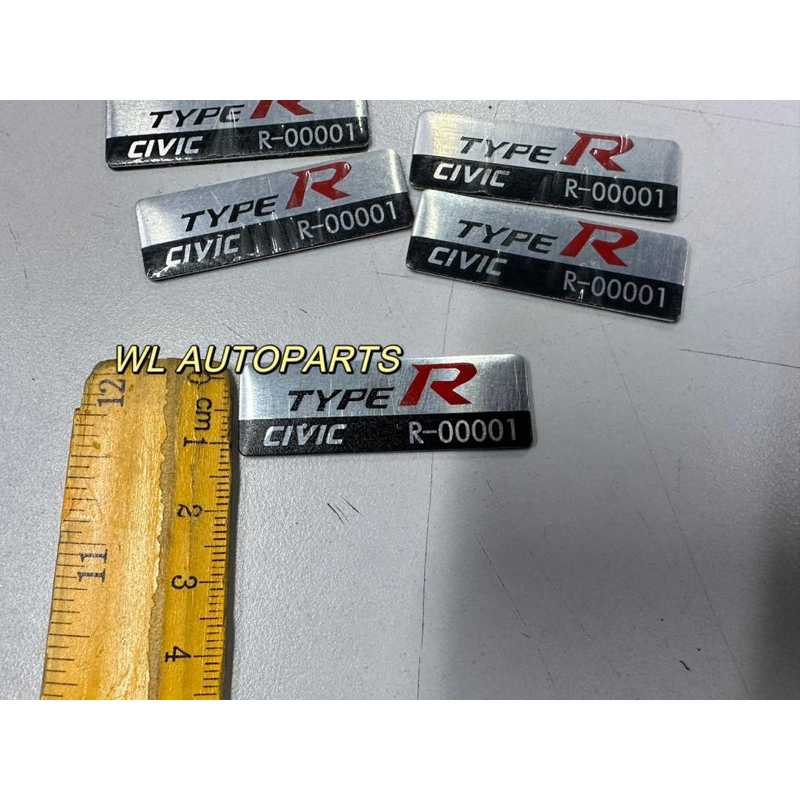 TYPE R
CIVIC R-00001
TYPE R
CIVIC R-00001
TYPE R
CIVIC R-00001
TYPE R
CIVIC R-00001
WL AUTOPARTS
TYPE R
CIVIC R-00001
12
11
0 cm 1
2
3
4